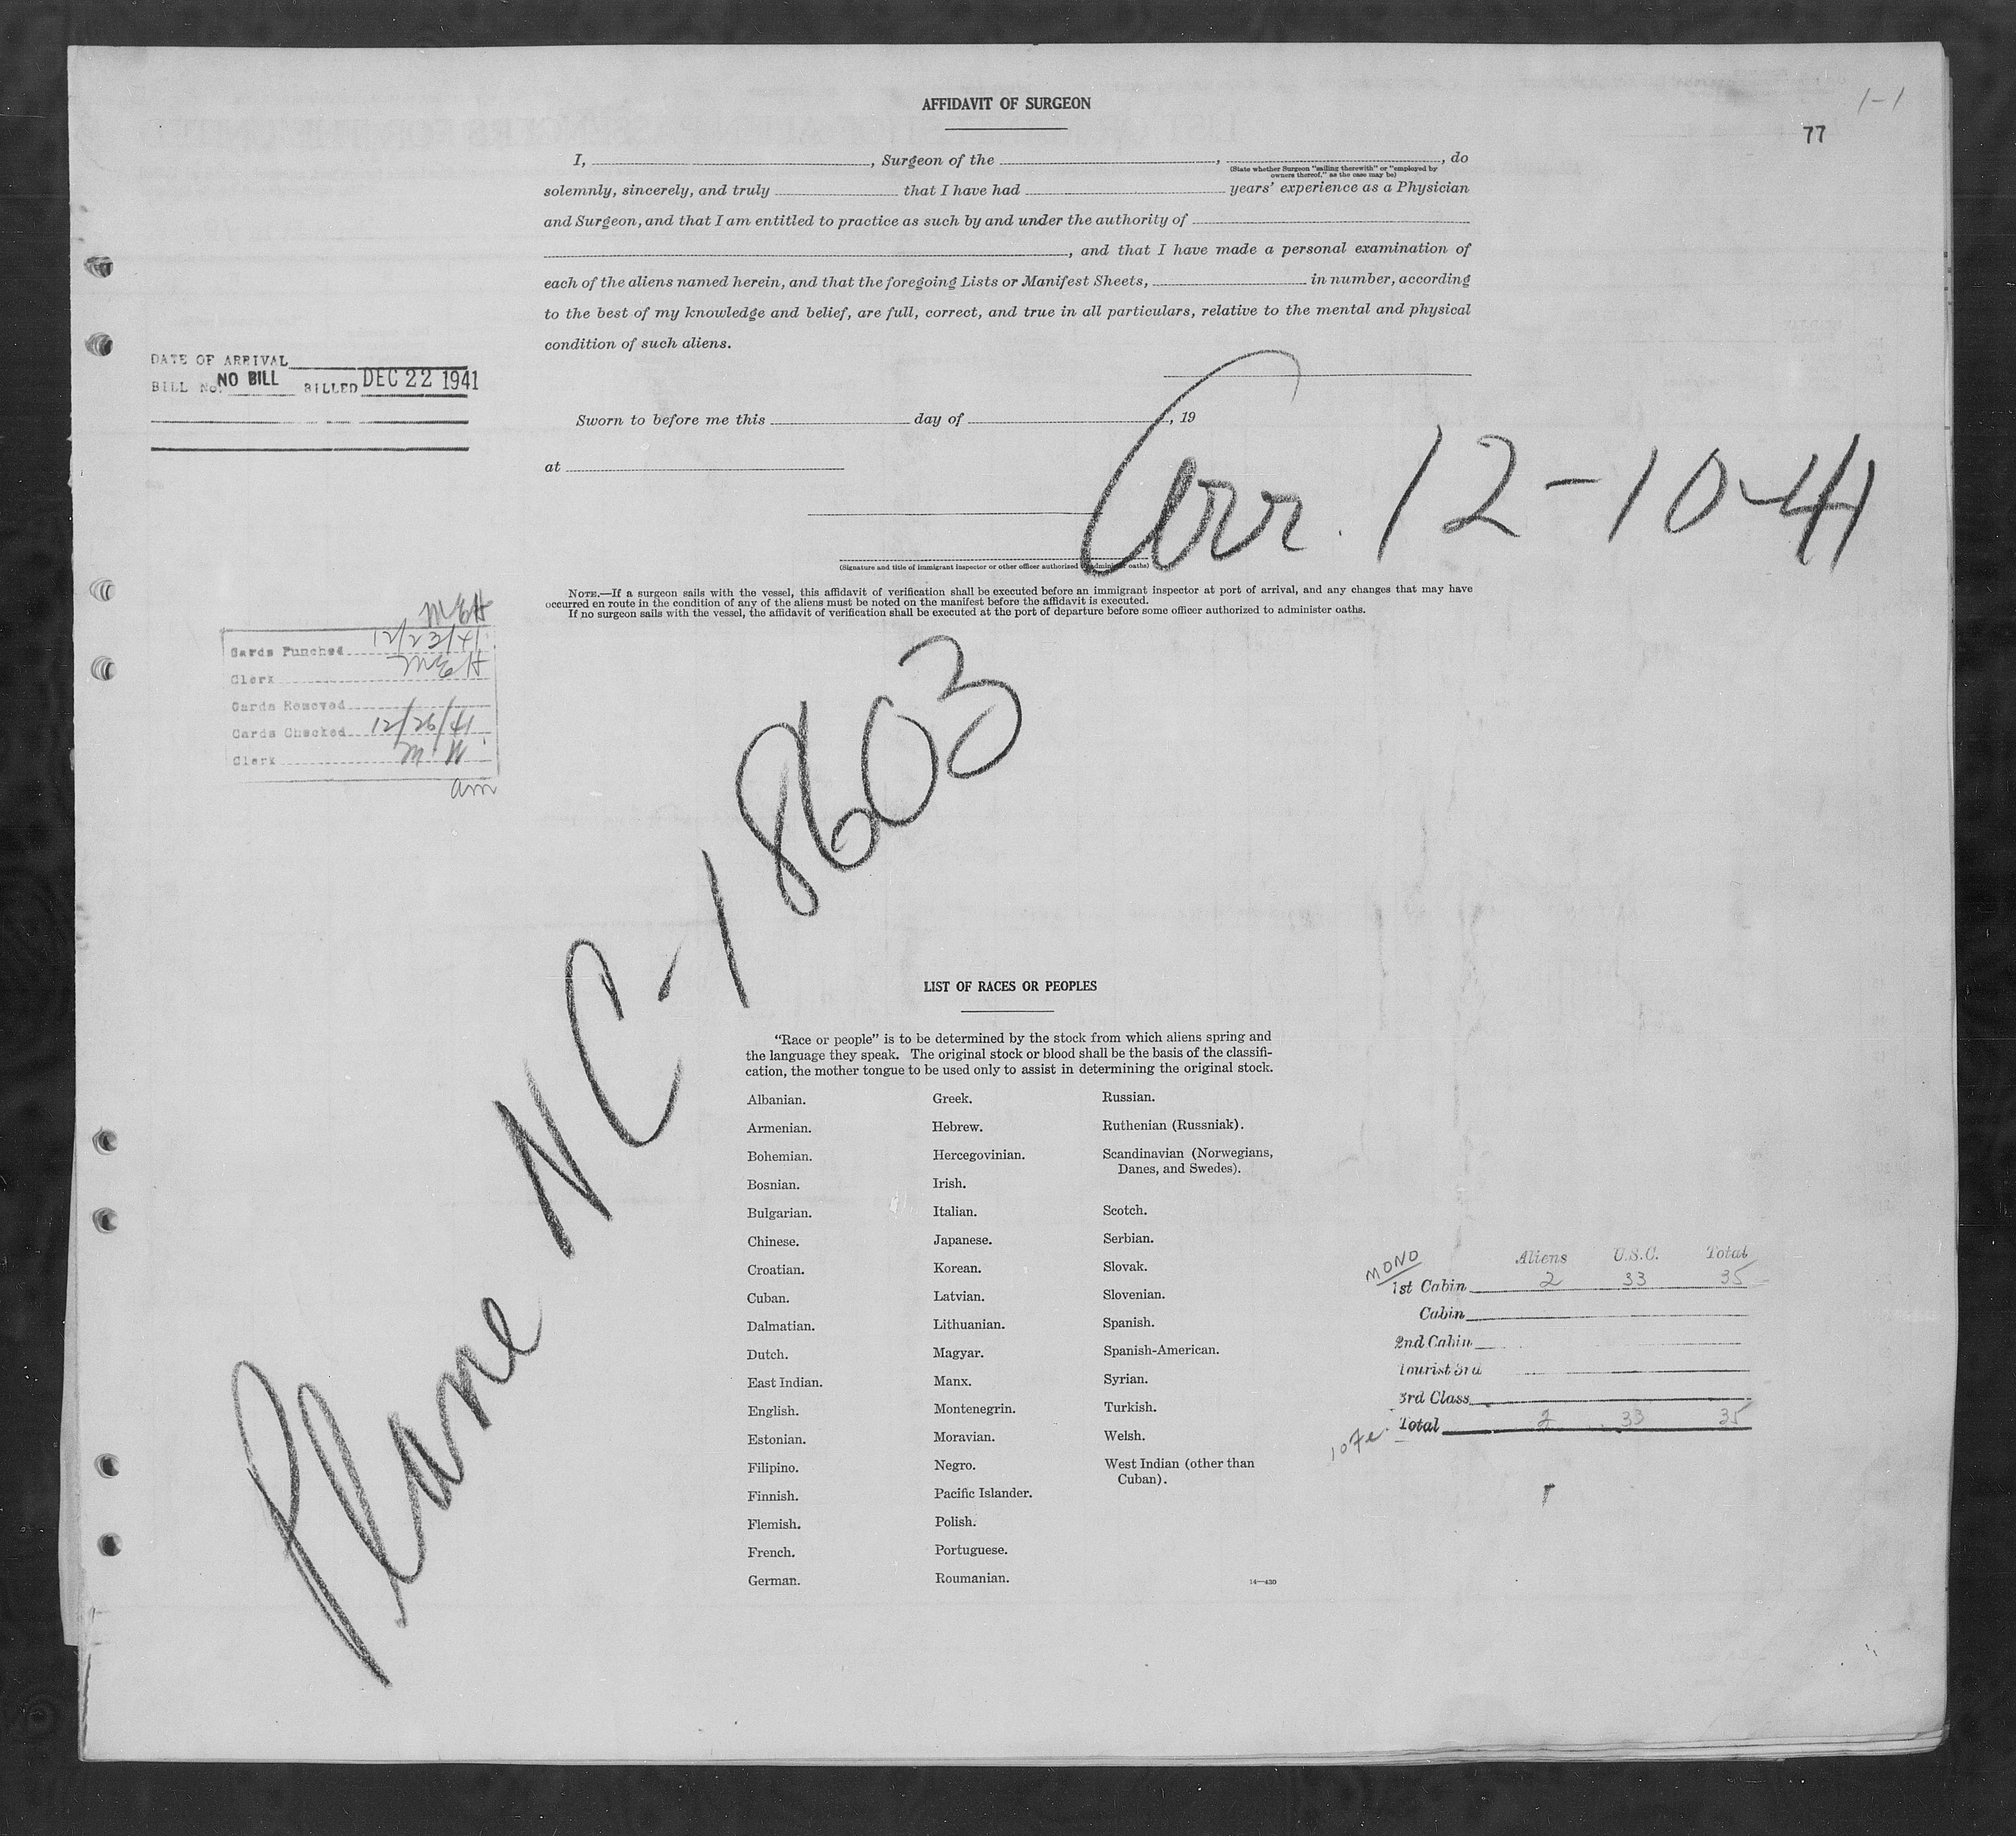 1-1
77
AFFIDAVIT OF SURGEON
I, , Surgeon of the , , do
(State whether Surgeon "sailing therewith" or "employed by
owners thereof," as the case may be)
solemnly, sincerely, and truly that I have had years' experience as a Physician
and Surgeon, and that I am entitled to practice as such by and under the authority of
, and that I have made a personal examination of
each of the aliens named herein, and that the foregoing Lists or Manifest Sheets, in number, according
to the best of my knowledge and belief, are full, correct, and true in all particulars, relative to the mental and physical
condition of such aliens.
DATE OF ARRIVAL
BILL No. NO BILL BILLED DEC 22 1941
Sworn to before me this day of , 19
at
Arr. 12-10-41
(Signature and title of immigrant inspector or other officer authorized to administer oaths)
NOTE.—If a surgeon sails with the vessel, this affidavit of verification shall be executed before an immigrant inspector at port of arrival, and any changes that may have
occurred en route in the condition of any of the aliens must be noted on the manifest before the affidavit is executed.
If no surgeon sails with the vessel, the affidavit of verification shall be executed at the port of departure before some officer authorized to administer oaths.
MEH
Cards Punched 12/23/41
Clerk MEH
Cards Removed
Cards Checked 12/26/41
Clerk M.W
am
Plane NC-18603
LIST OF RACES OR PEOPLES
"Race or people" is to be determined by the stock from which aliens spring and
the language they speak. The original stock or blood shall be the basis of the classifi-
cation, the mother tongue to be used only to assist in determining the original stock.
Albanian.
Armenian.
Bohemian.
Bosnian.
Bulgarian.
Chinese.
Croatian.
Cuban.
Dalmatian.
Dutch.
East Indian.
English.
Estonian.
Filipino.
Finnish.
Flemish.
French.
German.
Greek.
Hebrew.
Hercegovinian.
Irish.
Italian.
Japanese.
Korean.
Latvian.
Lithuanian.
Magyar.
Manx.
Montenegrin.
Moravian.
Negro.
Pacific Islander.
Polish.
Portuguese.
Roumanian.
Russian.
Ruthenian (Russniak).
Scandinavian (Norwegians,
Danes, and Swedes).
Scotch.
Serbian.
Slovak.
Slovenian.
Spanish.
Spanish-American.
Syrian.
Turkish.
Welsh.
West Indian (other than
Cuban).
14—430
MONO
Aliens U.S.C. Total
1st Cabin 2 33 35
Cabin
2nd Cabin
Tourist 3rd
3rd Class
Total 2 33 35